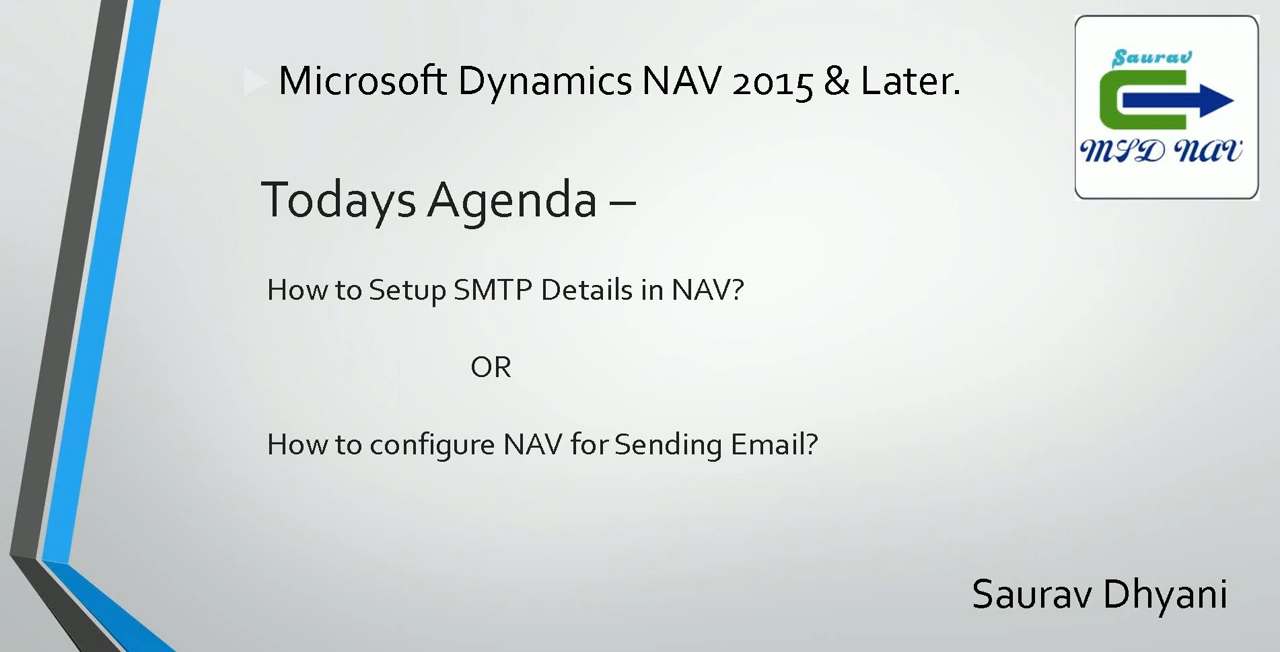 Microsoft Dynamics NAV 2015 & Later.
Saurav
MSD NAV
Todays Agenda –
How to Setup SMTP Details in NAV?
OR
How to configure NAV for Sending Email?
Saurav Dhyani